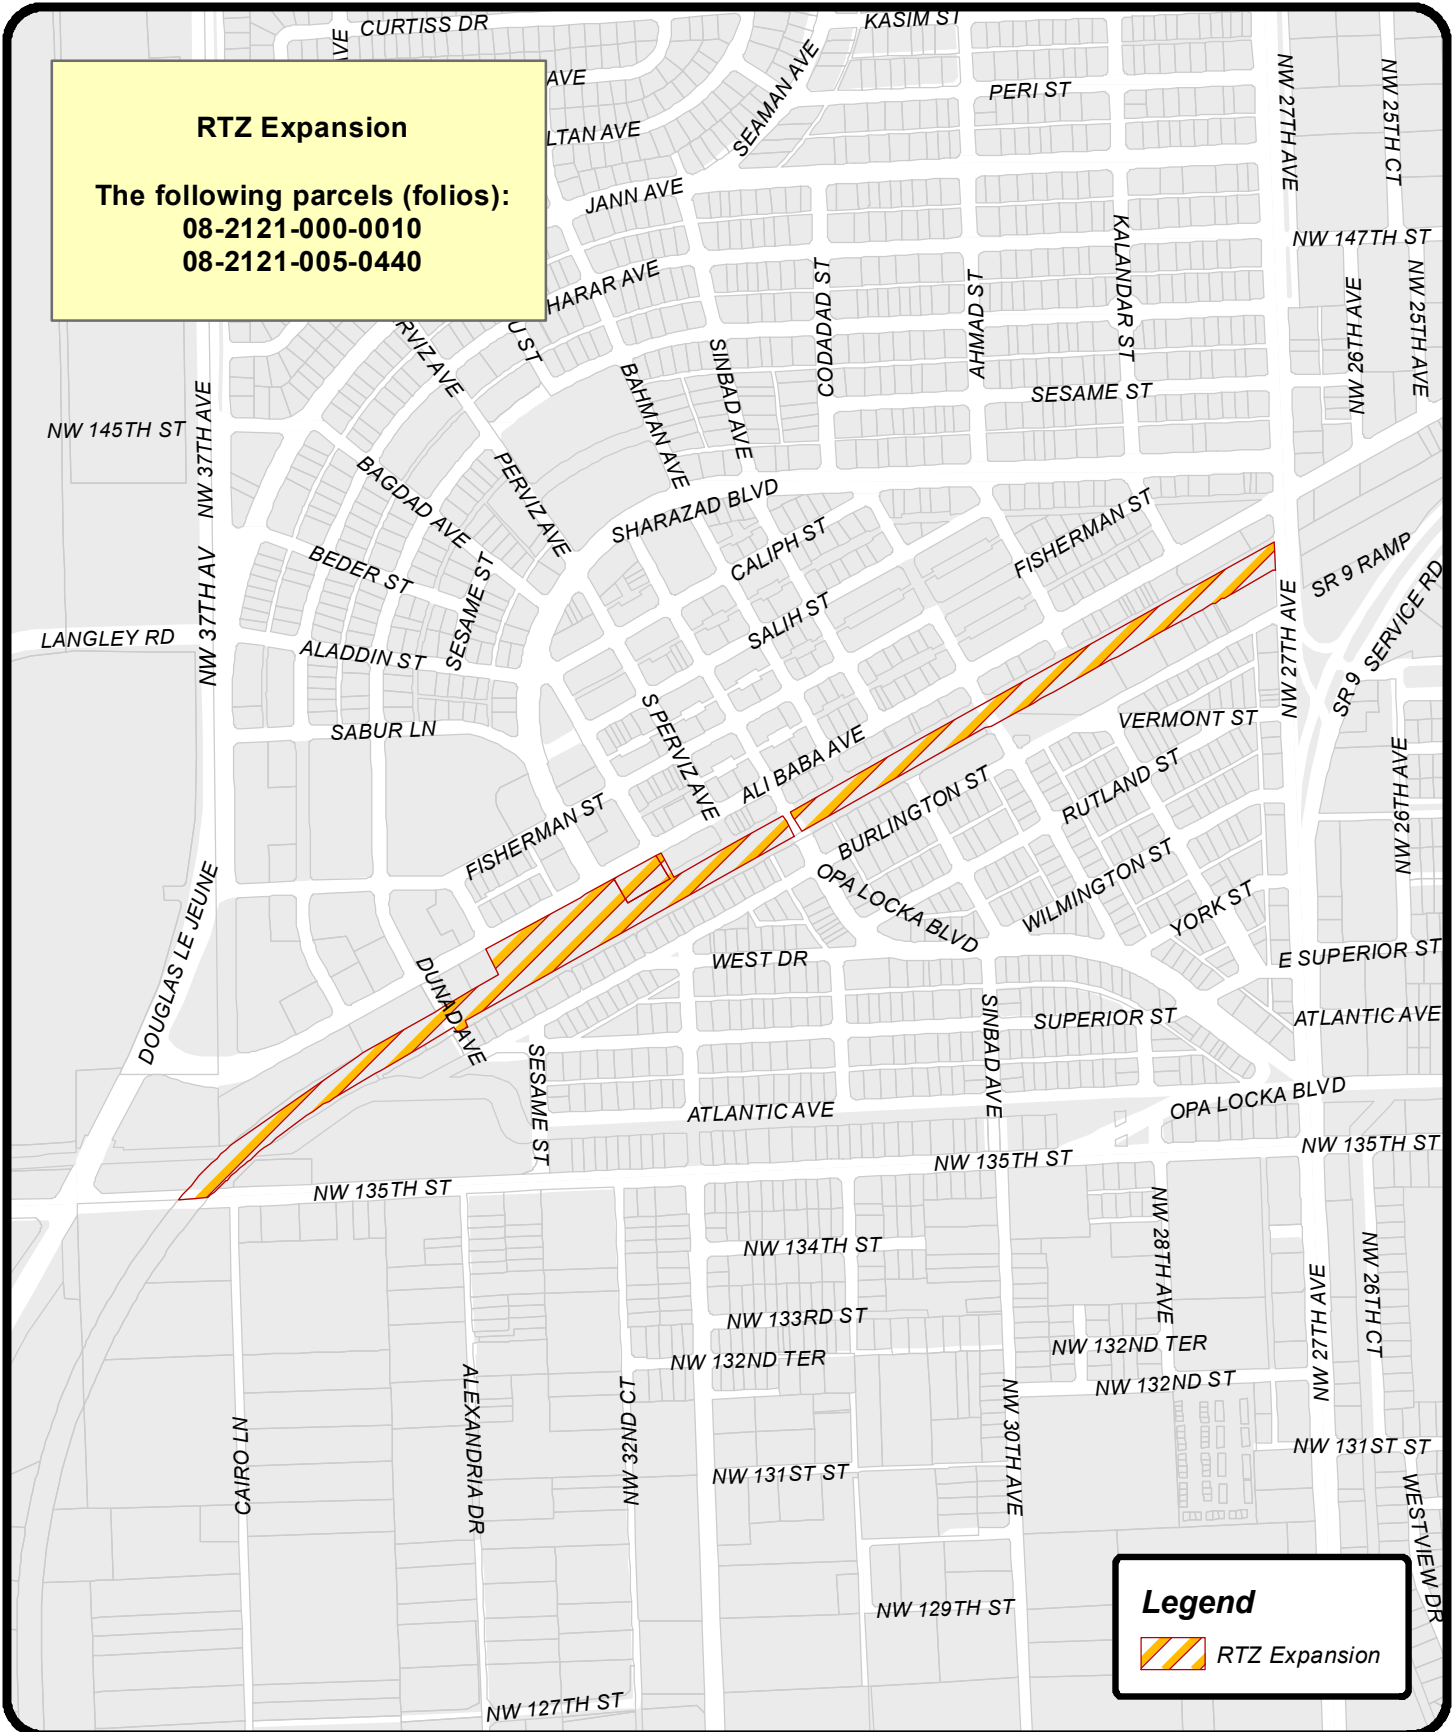 CURTISS DR
KASIM ST
AVE
AVE
RTZ Expansion
The following parcels (folios):
08-2121-000-0010
08-2121-005-0440
LTAN AVE
SEAMAN AVE
PERI ST
NW 27TH AVE
NW 25TH CT
JANN AVE
HARAR AVE
KALANDAR ST
NW 147TH ST
CODADAD ST
AHMAD ST
NW 26TH AVE
NW 25TH AVE
RVIZ AVE
U ST
SINBAD AVE
BAHMAN AVE
SESAME ST
NW 37TH AVE
NW 145TH ST
BAGDAD AVE
PERVIZ AVE
SHARAZAD BLVD
CALIPH ST
FISHERMAN ST
NW 37TH AV
BEDER ST
SESAME ST
SALIH ST
SR 9 RAMP
SR 9 SERVICE RD
LANGLEY RD
ALADDIN ST
NW 27TH AVE
S PERVIZ AVE
SABUR LN
VERMONT ST
ALI BABA AVE
RUTLAND ST
NW 26TH AVE
BURLINGTON ST
FISHERMAN ST
OPA LOCKA BLVD
WILMINGTON ST
YORK ST
DOUGLAS LE JEUNE
WEST DR
E SUPERIOR ST
DUNAD AVE
SINBAD AVE
SUPERIOR ST
ATLANTIC AVE
SESAME ST
ATLANTIC AVE
OPA LOCKA BLVD
NW 135TH ST
NW 135TH ST
NW 135TH ST
NW 134TH ST
NW 28TH AVE
NW 26TH CT
NW 27TH AVE
NW 133RD ST
NW 132ND TER
NW 132ND TER
NW 132ND ST
ALEXANDRIA DR
NW 32ND CT
NW 30TH AVE
CAIRO LN
NW 131ST ST
NW 131ST ST
WESTVIEW DR
NW 129TH ST
NW 127TH ST
Legend
RTZ Expansion